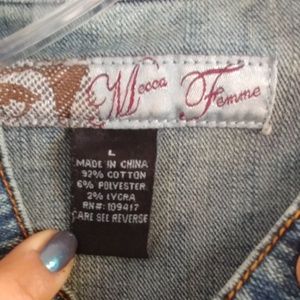 Mecca Femme
L
MADE IN CHINA
92% COTTON
6% POLYESTER
2% LYCRA
RN#: 109417
CARE SEE REVERSE